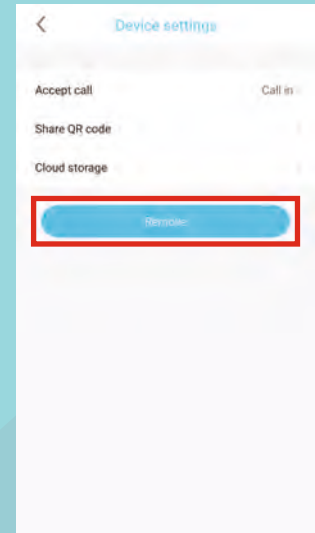 Device settings
Accept call Call in
Share QR code
Cloud storage
Remove